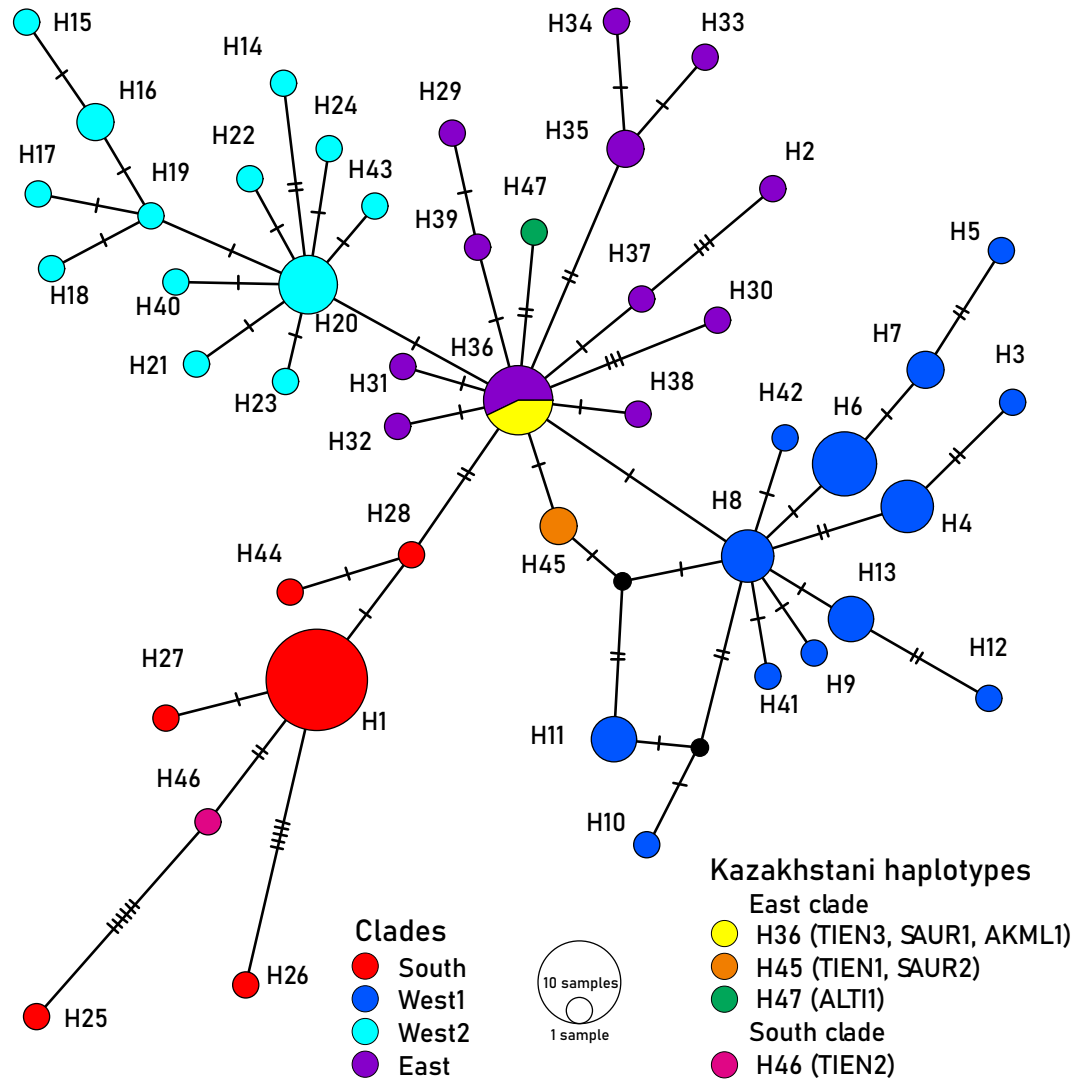 H15
H34
H33
H14
H16
H29
H24
H35
H22
H17
H2
H19
H43
H47
H39
H5
H37
H18
H40
H30
H20
H7
H36
H3
H21
H31
H38
H42
H6
H23
H32
H8
H28
H4
H44
H45
H13
H27
H12
H9
H41
H1
H11
H46
H10
H26
H25
Clades
South
West1
West2
East
10 samples
1 sample
Kazakhstani haplotypes
East clade
H36 (TIEN3, SAUR1, AKML1)
H45 (TIEN1, SAUR2)
H47 (ALTI1)
South clade
H46 (TIEN2)